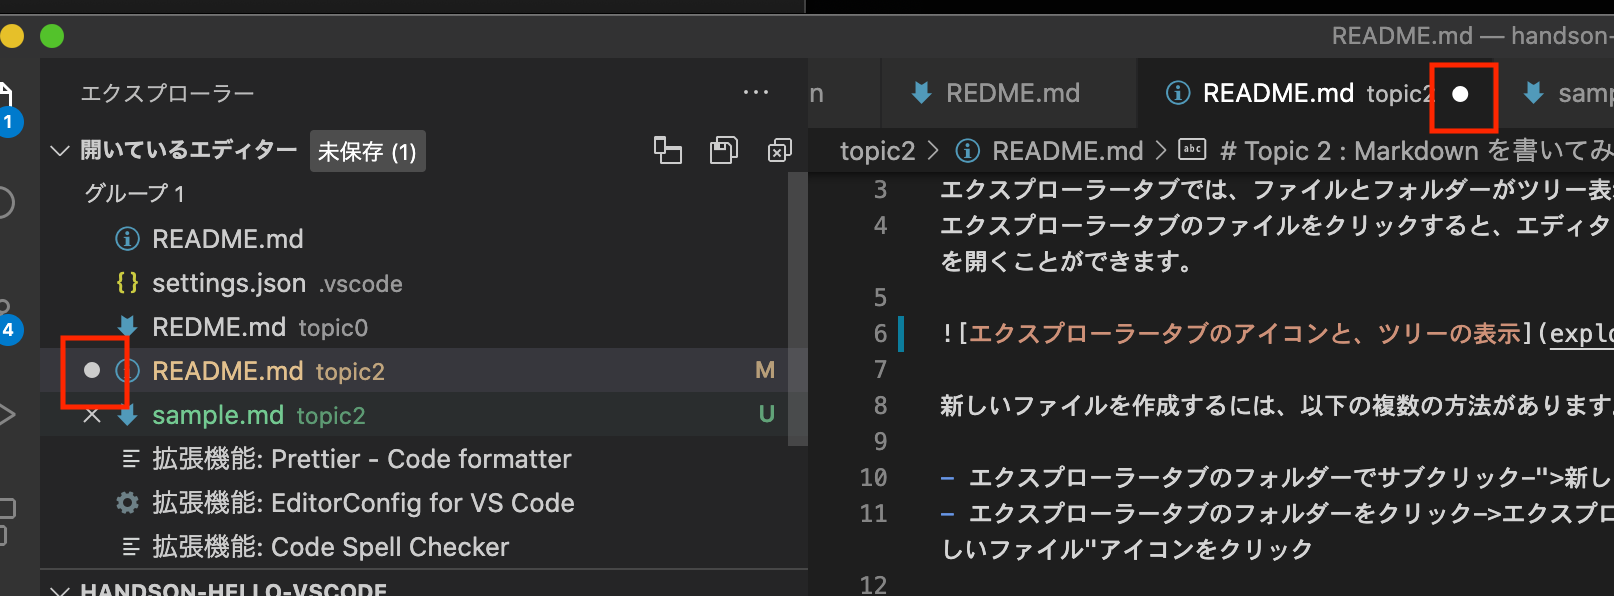 README.md — handson-
エクスプローラー
開いているエディター 未保存 (1)
グループ 1
README.md
settings.json .vscode
REDME.md topic0
README.md topic2 M
sample.md topic2 U
拡張機能: Prettier - Code formatter
拡張機能: EditorConfig for VS Code
拡張機能: Code Spell Checker
HANDSON-HELLO-VSCODE
1
4
n REDME.md README.md topic2 samp
topic2 > README.md > # Topic 2 : Markdown を書いてみ
3 エクスプローラータブでは、ファイルとフォルダーがツリー表
4 エクスプローラータブのファイルをクリックすると、エディタ
を開くことができます。
5
6 ![エクスプローラータブのアイコンと、ツリーの表示](explo
7
8 新しいファイルを作成するには、以下の複数の方法があります。
9
10 - エクスプローラータブのフォルダーでサブクリック-">新し
11 - エクスプローラータブのフォルダーをクリック->エクスプロ
しいファイル"アイコンをクリック
12